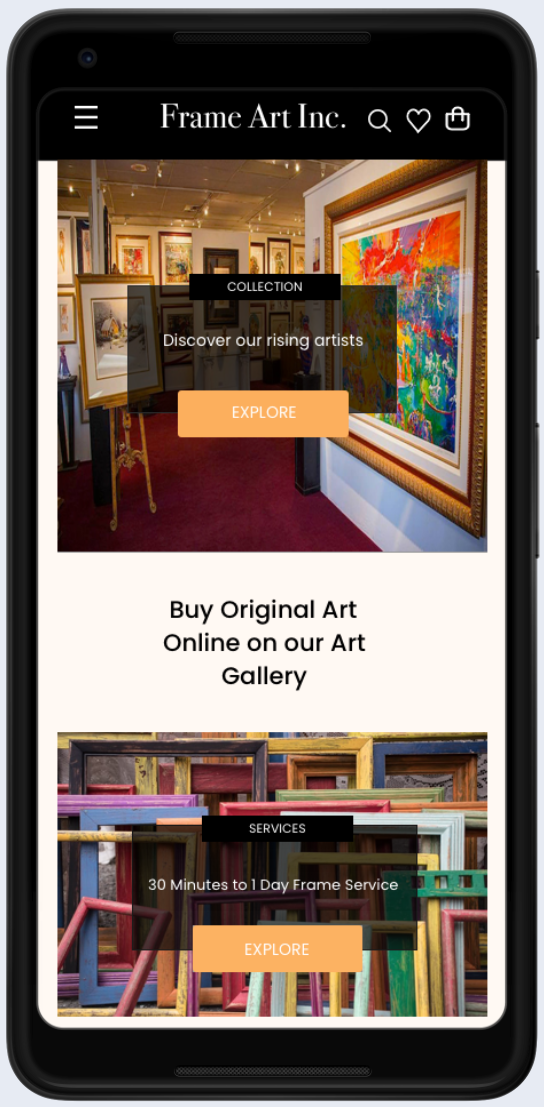 Frame Art Inc.
COLLECTION
Discover our rising artists
EXPLORE
Buy Original Art
Online on our Art
Gallery
SERVICES
30 Minutes to 1 Day Frame Service
EXPLORE